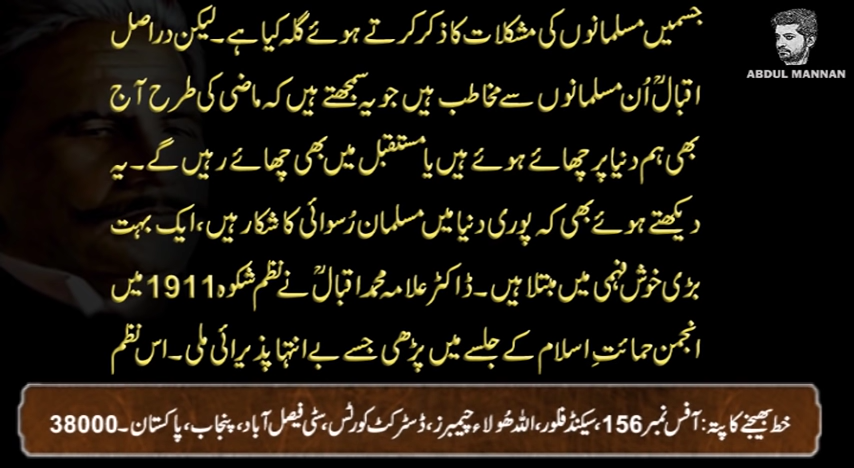 جسمیں مسلمانوں کی مشکلات کا ذکر کرتے ہوئے گلہ کیا ہے۔ لیکن دراصل
اقبالؒ اُن مسلمانوں سے مخاطب ہیں جو یہ سمجھتے ہیں کہ ماضی کی طرح آج
بھی ہم دنیا پر چھائے ہوئے ہیں یا مستقبل میں بھی چھائے رہیں گے۔ یہ
دیکھتے ہوئے بھی کہ پوری دنیا میں مسلمان رُسوائی کا شکار ہیں، ایک بہت
بڑی خوش فہمی میں مبتلا ہیں۔ ڈاکٹر علامہ محمد اقبالؒ نے نظم شکوہ 1911 میں
انجمن حمائتِ اسلام کے جلسے میں پڑھی جسے بے انتہا پذیرائی ملی۔ اس نظم
ABDUL MANNAN
خط بھیجنے کا پتہ: آفس نمبر 156، سیکنڈ فلور، اللہ ھُو لاء چیمبرز، ڈسٹرکٹ کورٹس، سٹی فیصل آباد، پنجاب، پاکستان۔ 38000